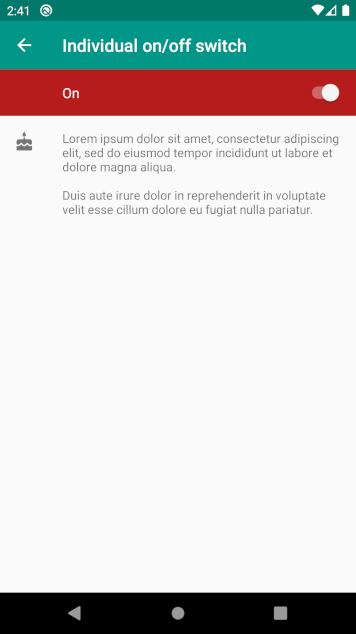 2:41
Individual on/off switch
On
Lorem ipsum dolor sit amet, consectetur adipiscing
elit, sed do eiusmod tempor incididunt ut labore et
dolore magna aliqua.
Duis aute irure dolor in reprehenderit in voluptate
velit esse cillum dolore eu fugiat nulla pariatur.